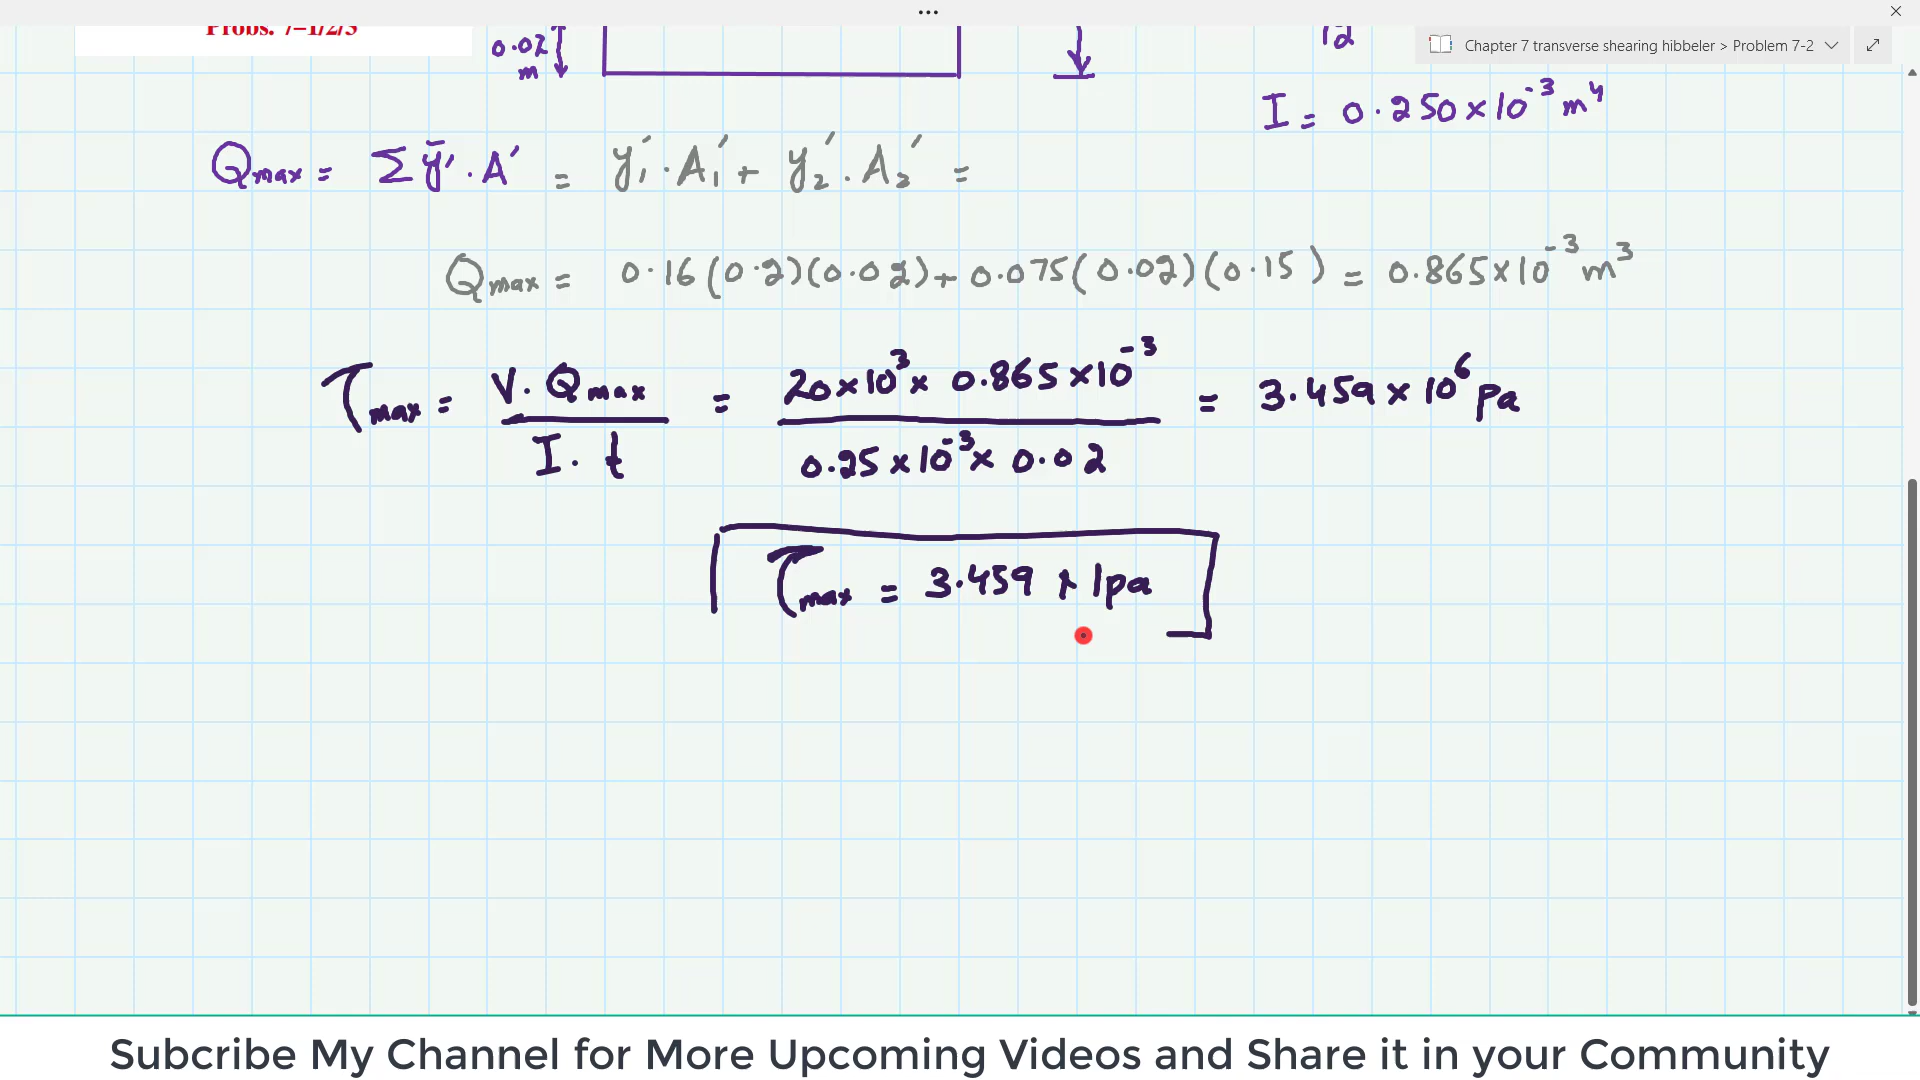 ...
Probs. 7–1/2/3
0.02
m
12
Chapter 7 transverse shearing hibbeler > Problem 7-2
I = 0.250×10⁻³ m⁴
Qmax = Σ ȳ'. A' = y₁'. A₁' + y₂'. A₂' =
Qmax = 0.16(0.2)(0.02)+0.075(0.02)(0.15) = 0.865×10⁻³ m³
τmax = V. Qmax / I. t = 20×10³× 0.865×10⁻³ / 0.25×10⁻³× 0.02 = 3.459×10⁶ pa
τmax = 3.459 Mpa
Subcribe My Channel for More Upcoming Videos and Share it in your Community